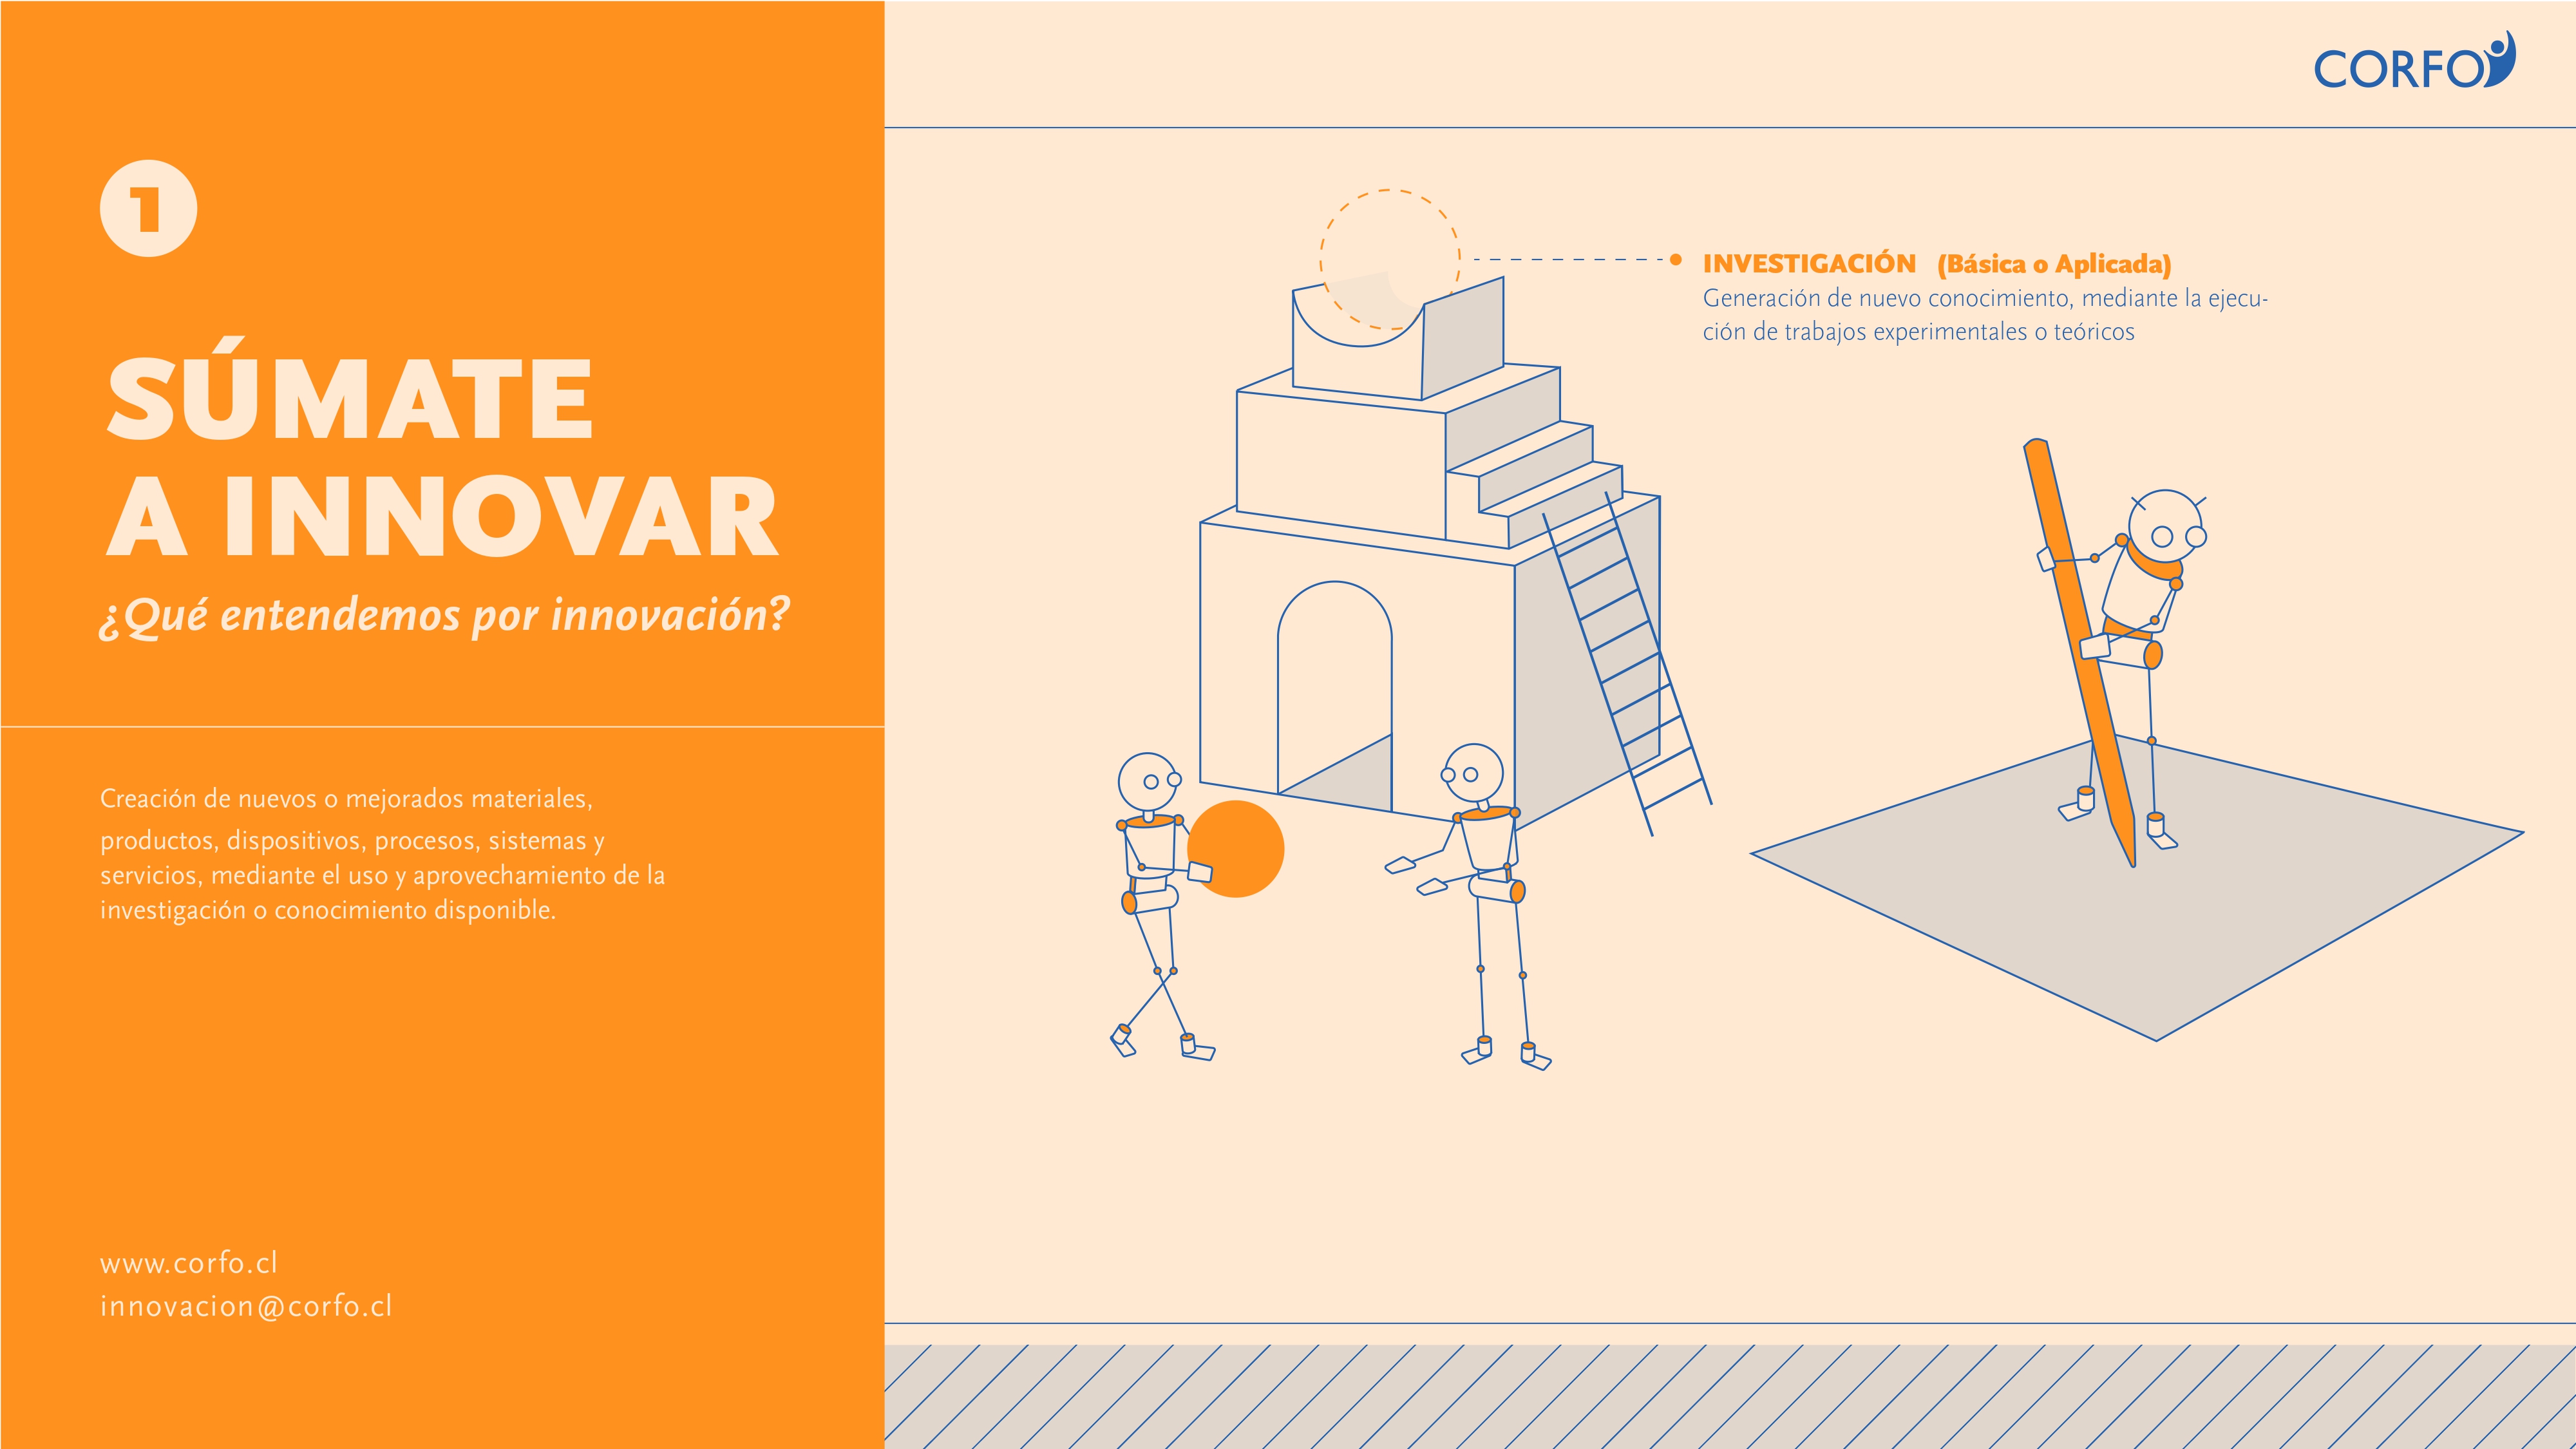 1
SÚMATE
A INNOVAR
¿Qué entendemos por innovación?
Creación de nuevos o mejorados materiales,
productos, dispositivos, procesos, sistemas y
servicios, mediante el uso y aprovechamiento de la
investigación o conocimiento disponible.
www.corfo.cl
innovacion@corfo.cl
CORFO
INVESTIGACIÓN (Básica o Aplicada)
Generación de nuevo conocimiento, mediante la ejecu-
ción de trabajos experimentales o teóricos